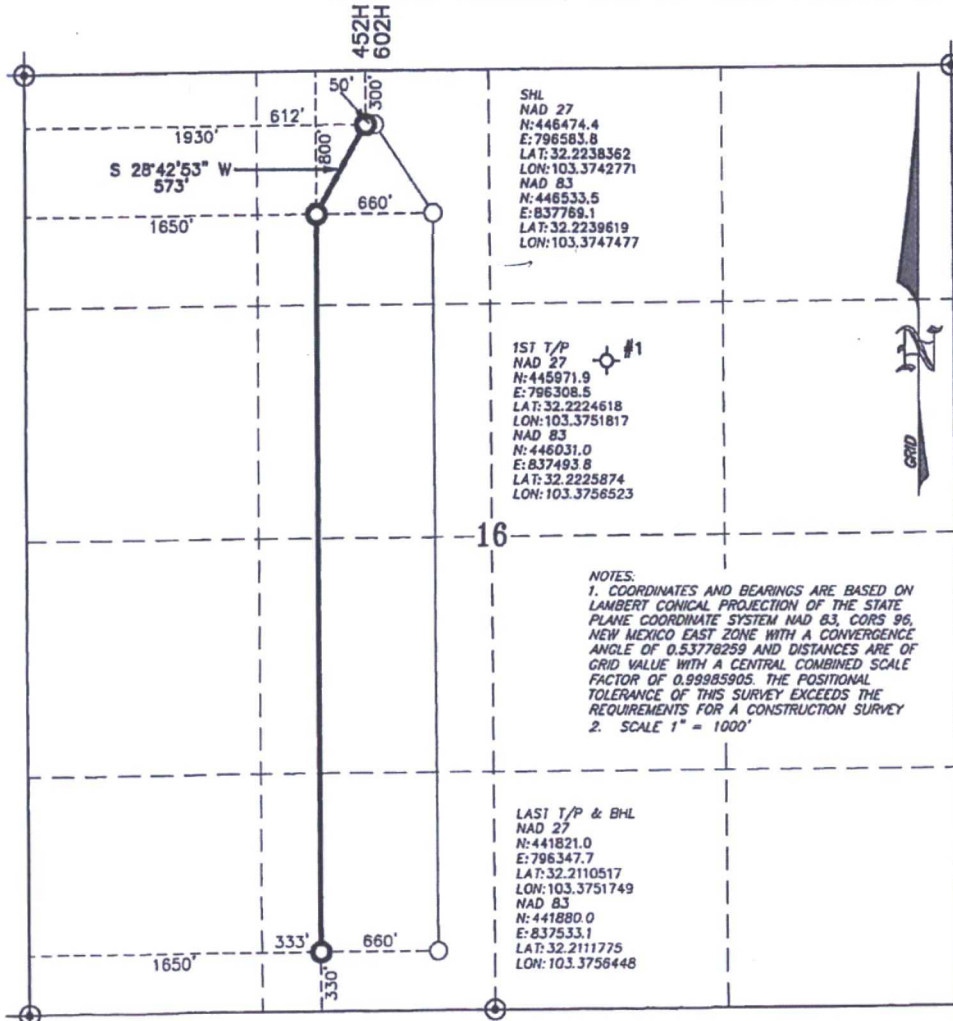 452H
602H
50'
300'
612'
1930'
800'
S 28°42'53" W
573'
660'
1650'
SHL
NAD 27
N:446474.4
E:796583.8
LAT:32.2238362
LON:103.3742771
NAD 83
N:446533.5
E:837769.1
LAT:32.2239619
LON:103.3747477
#1
1ST T/P
NAD 27
N:445971.9
E:796308.5
LAT:32.2224618
LON:103.3751817
NAD 83
N:446031.0
E:837493.8
LAT:32.2225874
LON:103.3756523
GRID
16
NOTES:
1. COORDINATES AND BEARINGS ARE BASED ON
LAMBERT CONICAL PROJECTION OF THE STATE
PLANE COORDINATE SYSTEM NAD 83, CORS 96,
NEW MEXICO EAST ZONE WITH A CONVERGENCE
ANGLE OF 0.53778259 AND DISTANCES ARE OF
GRID VALUE WITH A CENTRAL COMBINED SCALE
FACTOR OF 0.99985905. THE POSITIONAL
TOLERANCE OF THIS SURVEY EXCEEDS THE
REQUIREMENTS FOR A CONSTRUCTION SURVEY
2. SCALE 1" = 1000'
LAST T/P & BHL
NAD 27
N:441821.0
E:796347.7
LAT:32.2110517
LON:103.3751749
NAD 83
N:441880.0
E:837533.1
LAT:32.2111775
LON:103.3756448
333'
660'
1650'
330'